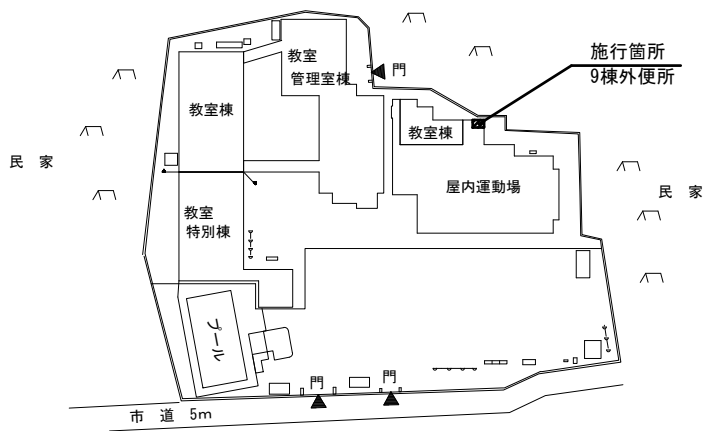 教室
管理室棟
門
施行箇所
9棟外便所
教室棟
教室棟
屋内運動場
民 家
民 家
教室
特別棟
プール
門
門
市 道 5m